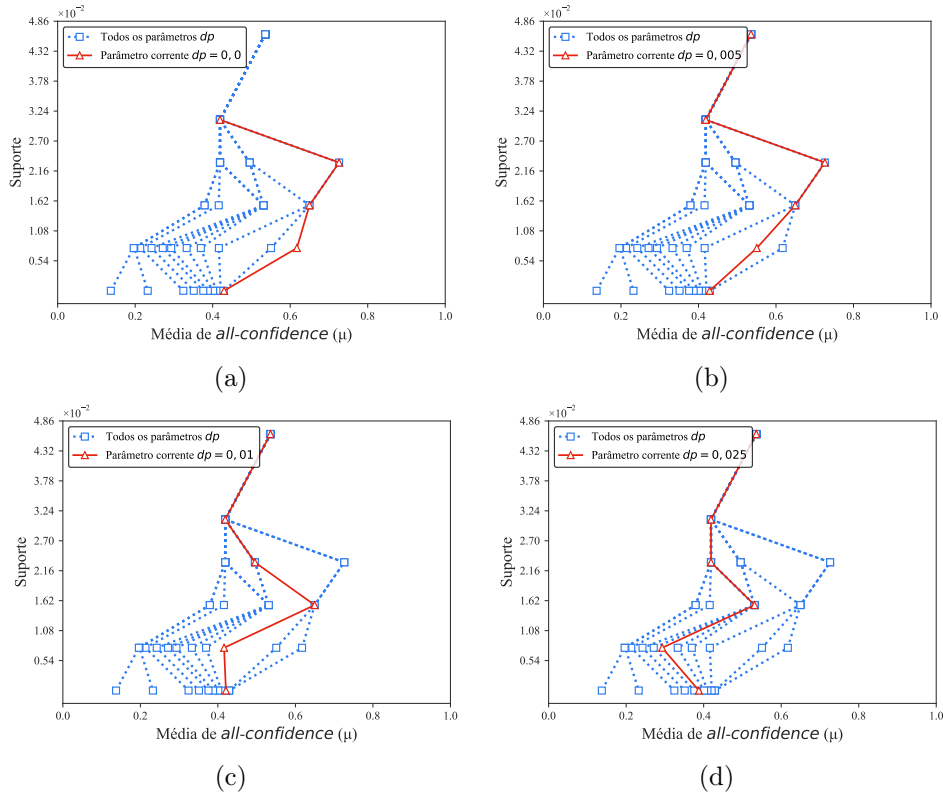 ×10⁻²
4.86
4.32
3.78
3.24
2.70
2.16
1.62
1.08
0.54
Suporte
Todos os parâmetros dp
Parâmetro corrente dp = 0, 0
0.0 0.2 0.4 0.6 0.8 1.0
Média de all-confidence (μ)
(a)
×10⁻²
4.86
4.32
3.78
3.24
2.70
2.16
1.62
1.08
0.54
Suporte
Todos os parâmetros dp
Parâmetro corrente dp = 0, 005
0.0 0.2 0.4 0.6 0.8 1.0
Média de all-confidence (μ)
(b)
×10⁻²
4.86
4.32
3.78
3.24
2.70
2.16
1.62
1.08
0.54
Suporte
Todos os parâmetros dp
Parâmetro corrente dp = 0, 01
0.0 0.2 0.4 0.6 0.8 1.0
Média de all-confidence (μ)
(c)
×10⁻²
4.86
4.32
3.78
3.24
2.70
2.16
1.62
1.08
0.54
Suporte
Todos os parâmetros dp
Parâmetro corrente dp = 0, 025
0.0 0.2 0.4 0.6 0.8 1.0
Média de all-confidence (μ)
(d)